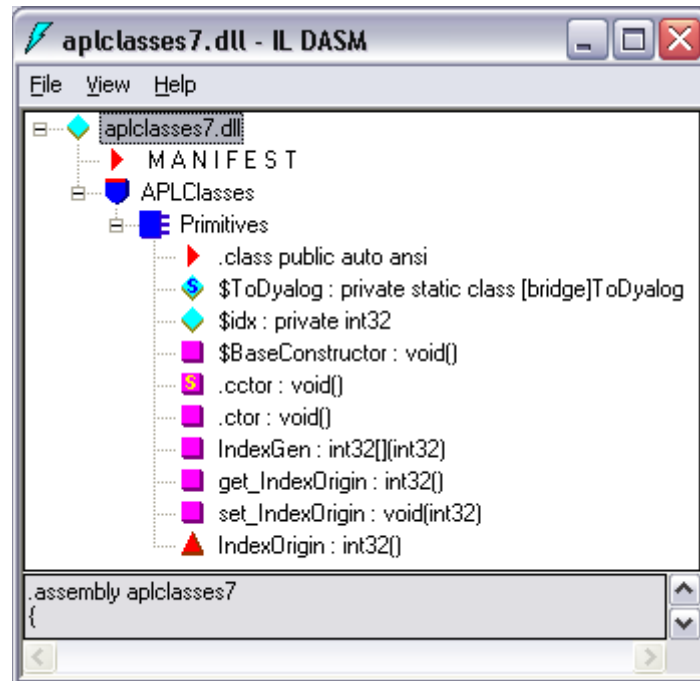 aplclasses7.dll - IL DASM
File View Help
aplclasses7.dll
M A N I F E S T
APLClasses
Primitives
.class public auto ansi
$ToDyalog : private static class [bridge]ToDyalog
$idx : private int32
$BaseConstructor : void()
.cctor : void()
.ctor : void()
IndexGen : int32[](int32)
get_IndexOrigin : int32()
set_IndexOrigin : void(int32)
IndexOrigin : int32()
.assembly aplclasses7
{